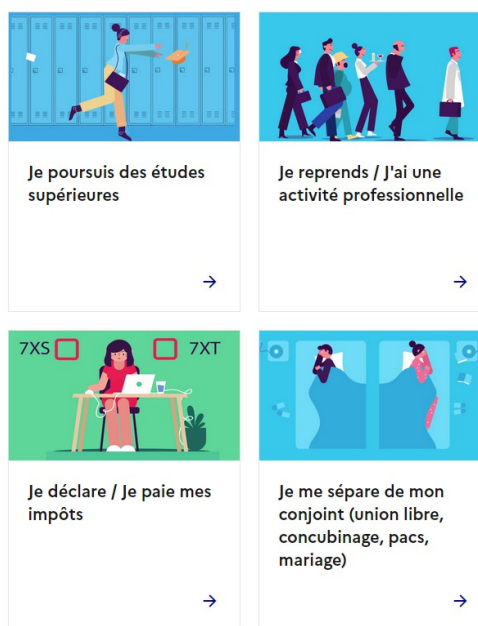 Je poursuis des études
supérieures
Je reprends / J'ai une
activité professionnelle
7XS
7XT
Je déclare / Je paie mes
impôts
Je me sépare de mon
conjoint (union libre,
concubinage, pacs,
mariage)